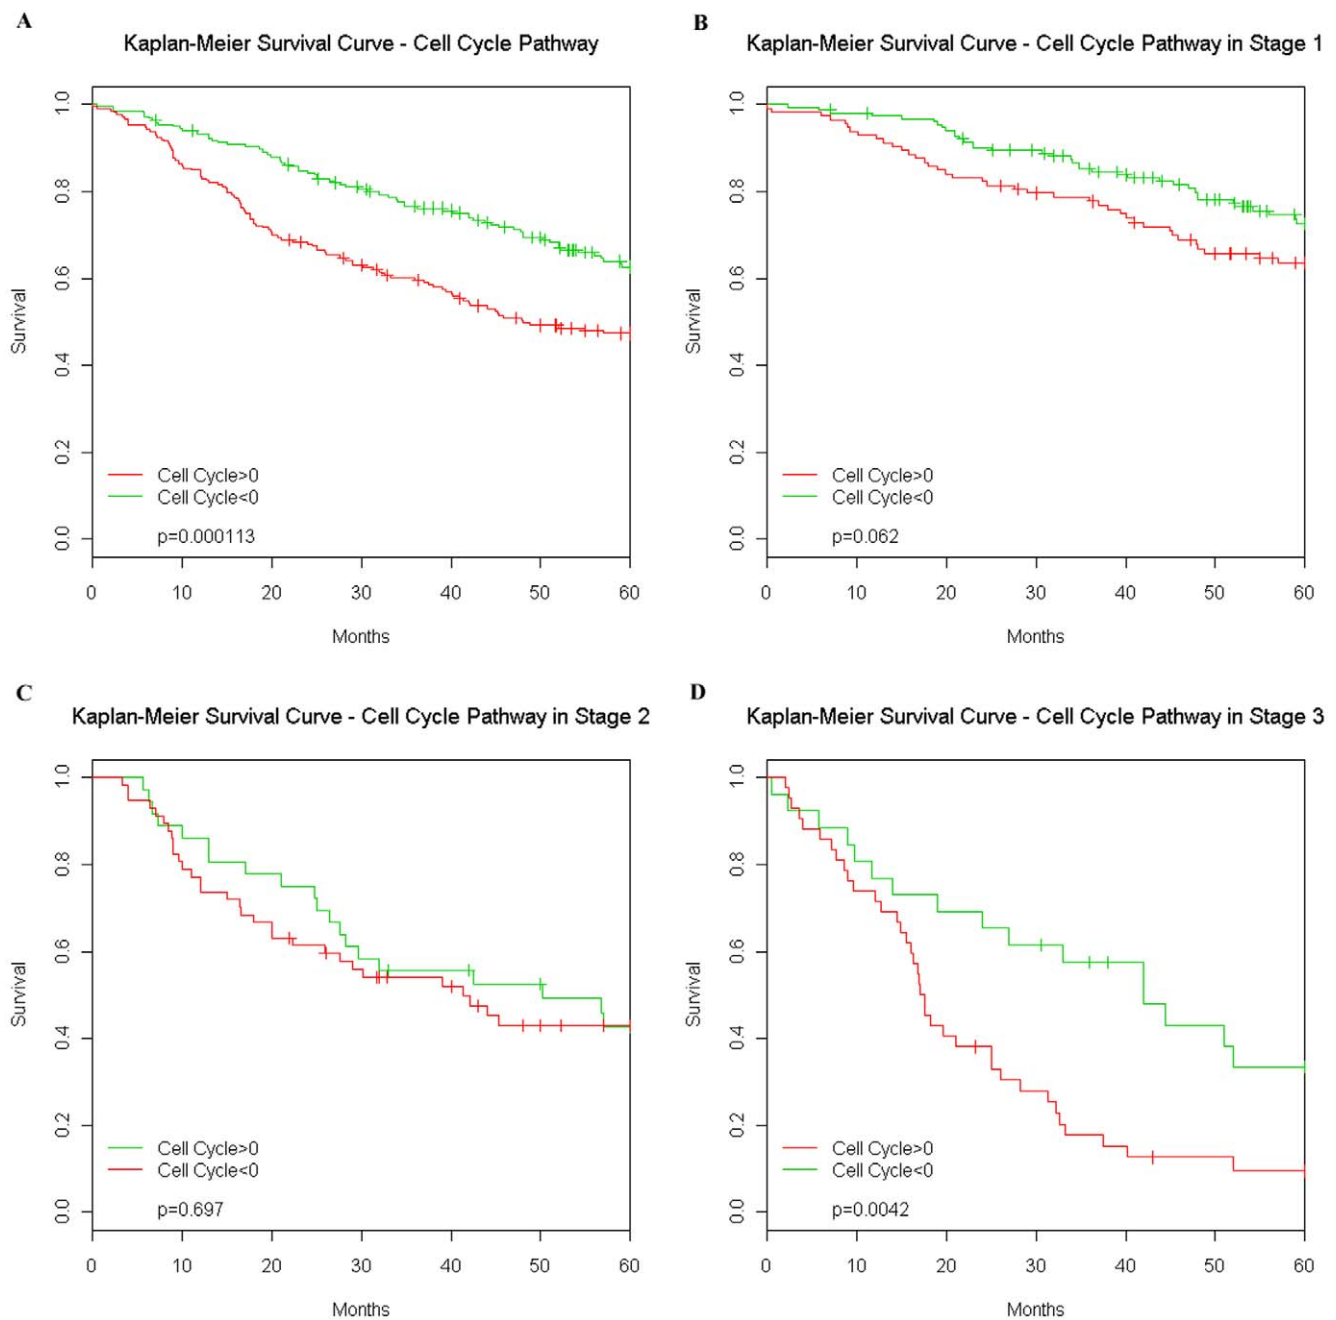 A
Kaplan-Meier Survival Curve - Cell Cycle Pathway
Survival
1.0
0.8
0.6
0.4
0.2
0.0
Cell Cycle>0
Cell Cycle<0
p=0.000113
0 10 20 30 40 50 60
Months
B
Kaplan-Meier Survival Curve - Cell Cycle Pathway in Stage 1
Survival
1.0
0.8
0.6
0.4
0.2
0.0
Cell Cycle>0
Cell Cycle<0
p=0.062
0 10 20 30 40 50 60
Months
C
Kaplan-Meier Survival Curve - Cell Cycle Pathway in Stage 2
Survival
1.0
0.8
0.6
0.4
0.2
0.0
Cell Cycle>0
Cell Cycle<0
p=0.697
0 10 20 30 40 50 60
Months
D
Kaplan-Meier Survival Curve - Cell Cycle Pathway in Stage 3
Survival
1.0
0.8
0.6
0.4
0.2
0.0
Cell Cycle>0
Cell Cycle<0
p=0.0042
0 10 20 30 40 50 60
Months